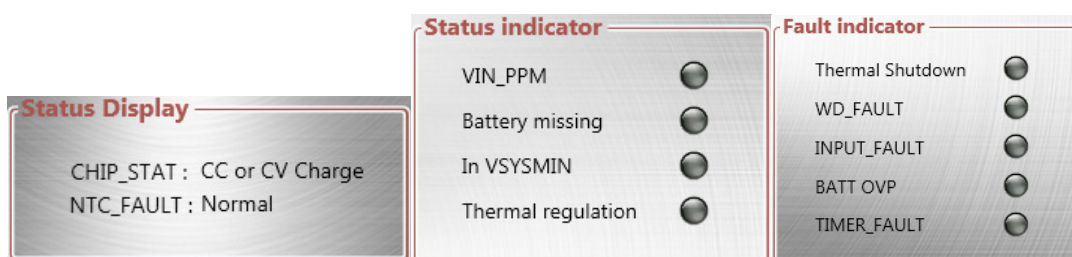 Status Display
CHIP_STAT : CC or CV Charge
NTC_FAULT : Normal
Status indicator
VIN_PPM
Battery missing
In VSYSMIN
Thermal regulation
Fault indicator
Thermal Shutdown
WD_FAULT
INPUT_FAULT
BATT OVP
TIMER_FAULT